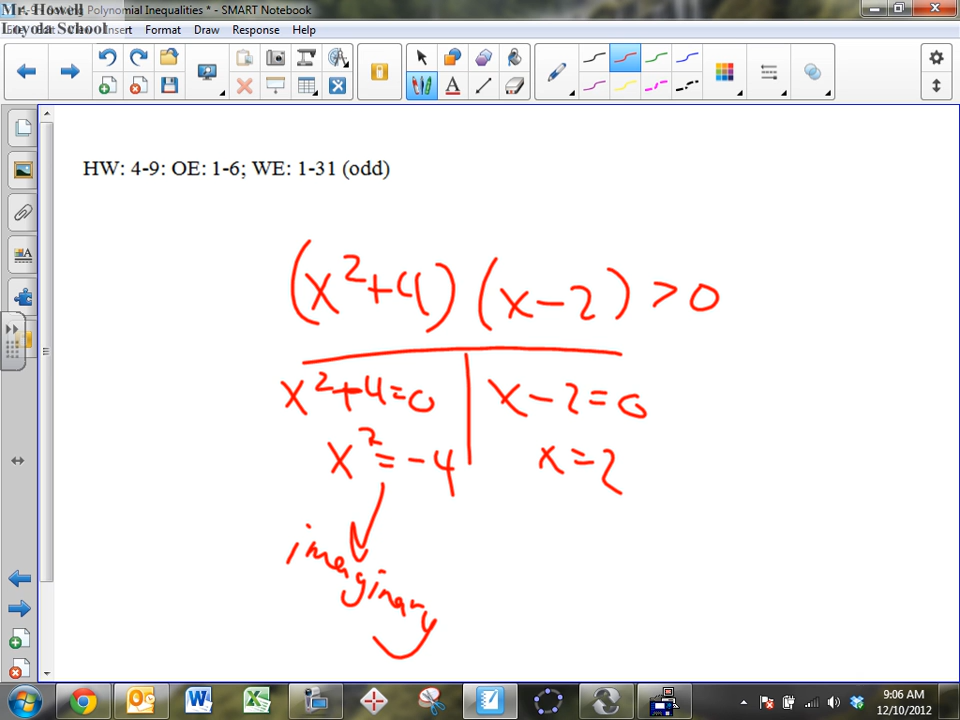 Mr. Howell
Polynomial Inequalities * - SMART Notebook
Loyola School
Insert Format Draw Response Help
HW: 4-9: OE: 1-6; WE: 1-31 (odd)
(x²+4)(x-2)>0
x²+4=0 x-2=0
x²=-4 x=2
imaginary
9:06 AM
12/10/2012